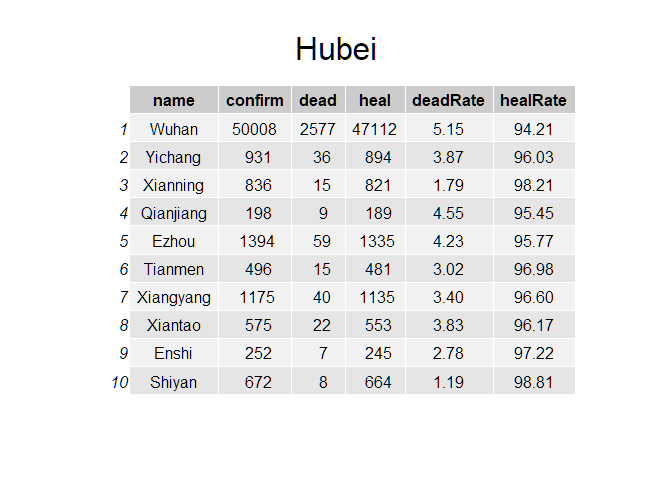 Hubei
name confirm dead heal deadRate healRate
1 Wuhan 50008 2577 47112 5.15 94.21
2 Yichang 931 36 894 3.87 96.03
3 Xianning 836 15 821 1.79 98.21
4 Qianjiang 198 9 189 4.55 95.45
5 Ezhou 1394 59 1335 4.23 95.77
6 Tianmen 496 15 481 3.02 96.98
7 Xiangyang 1175 40 1135 3.40 96.60
8 Xiantao 575 22 553 3.83 96.17
9 Enshi 252 7 245 2.78 97.22
10 Shiyan 672 8 664 1.19 98.81